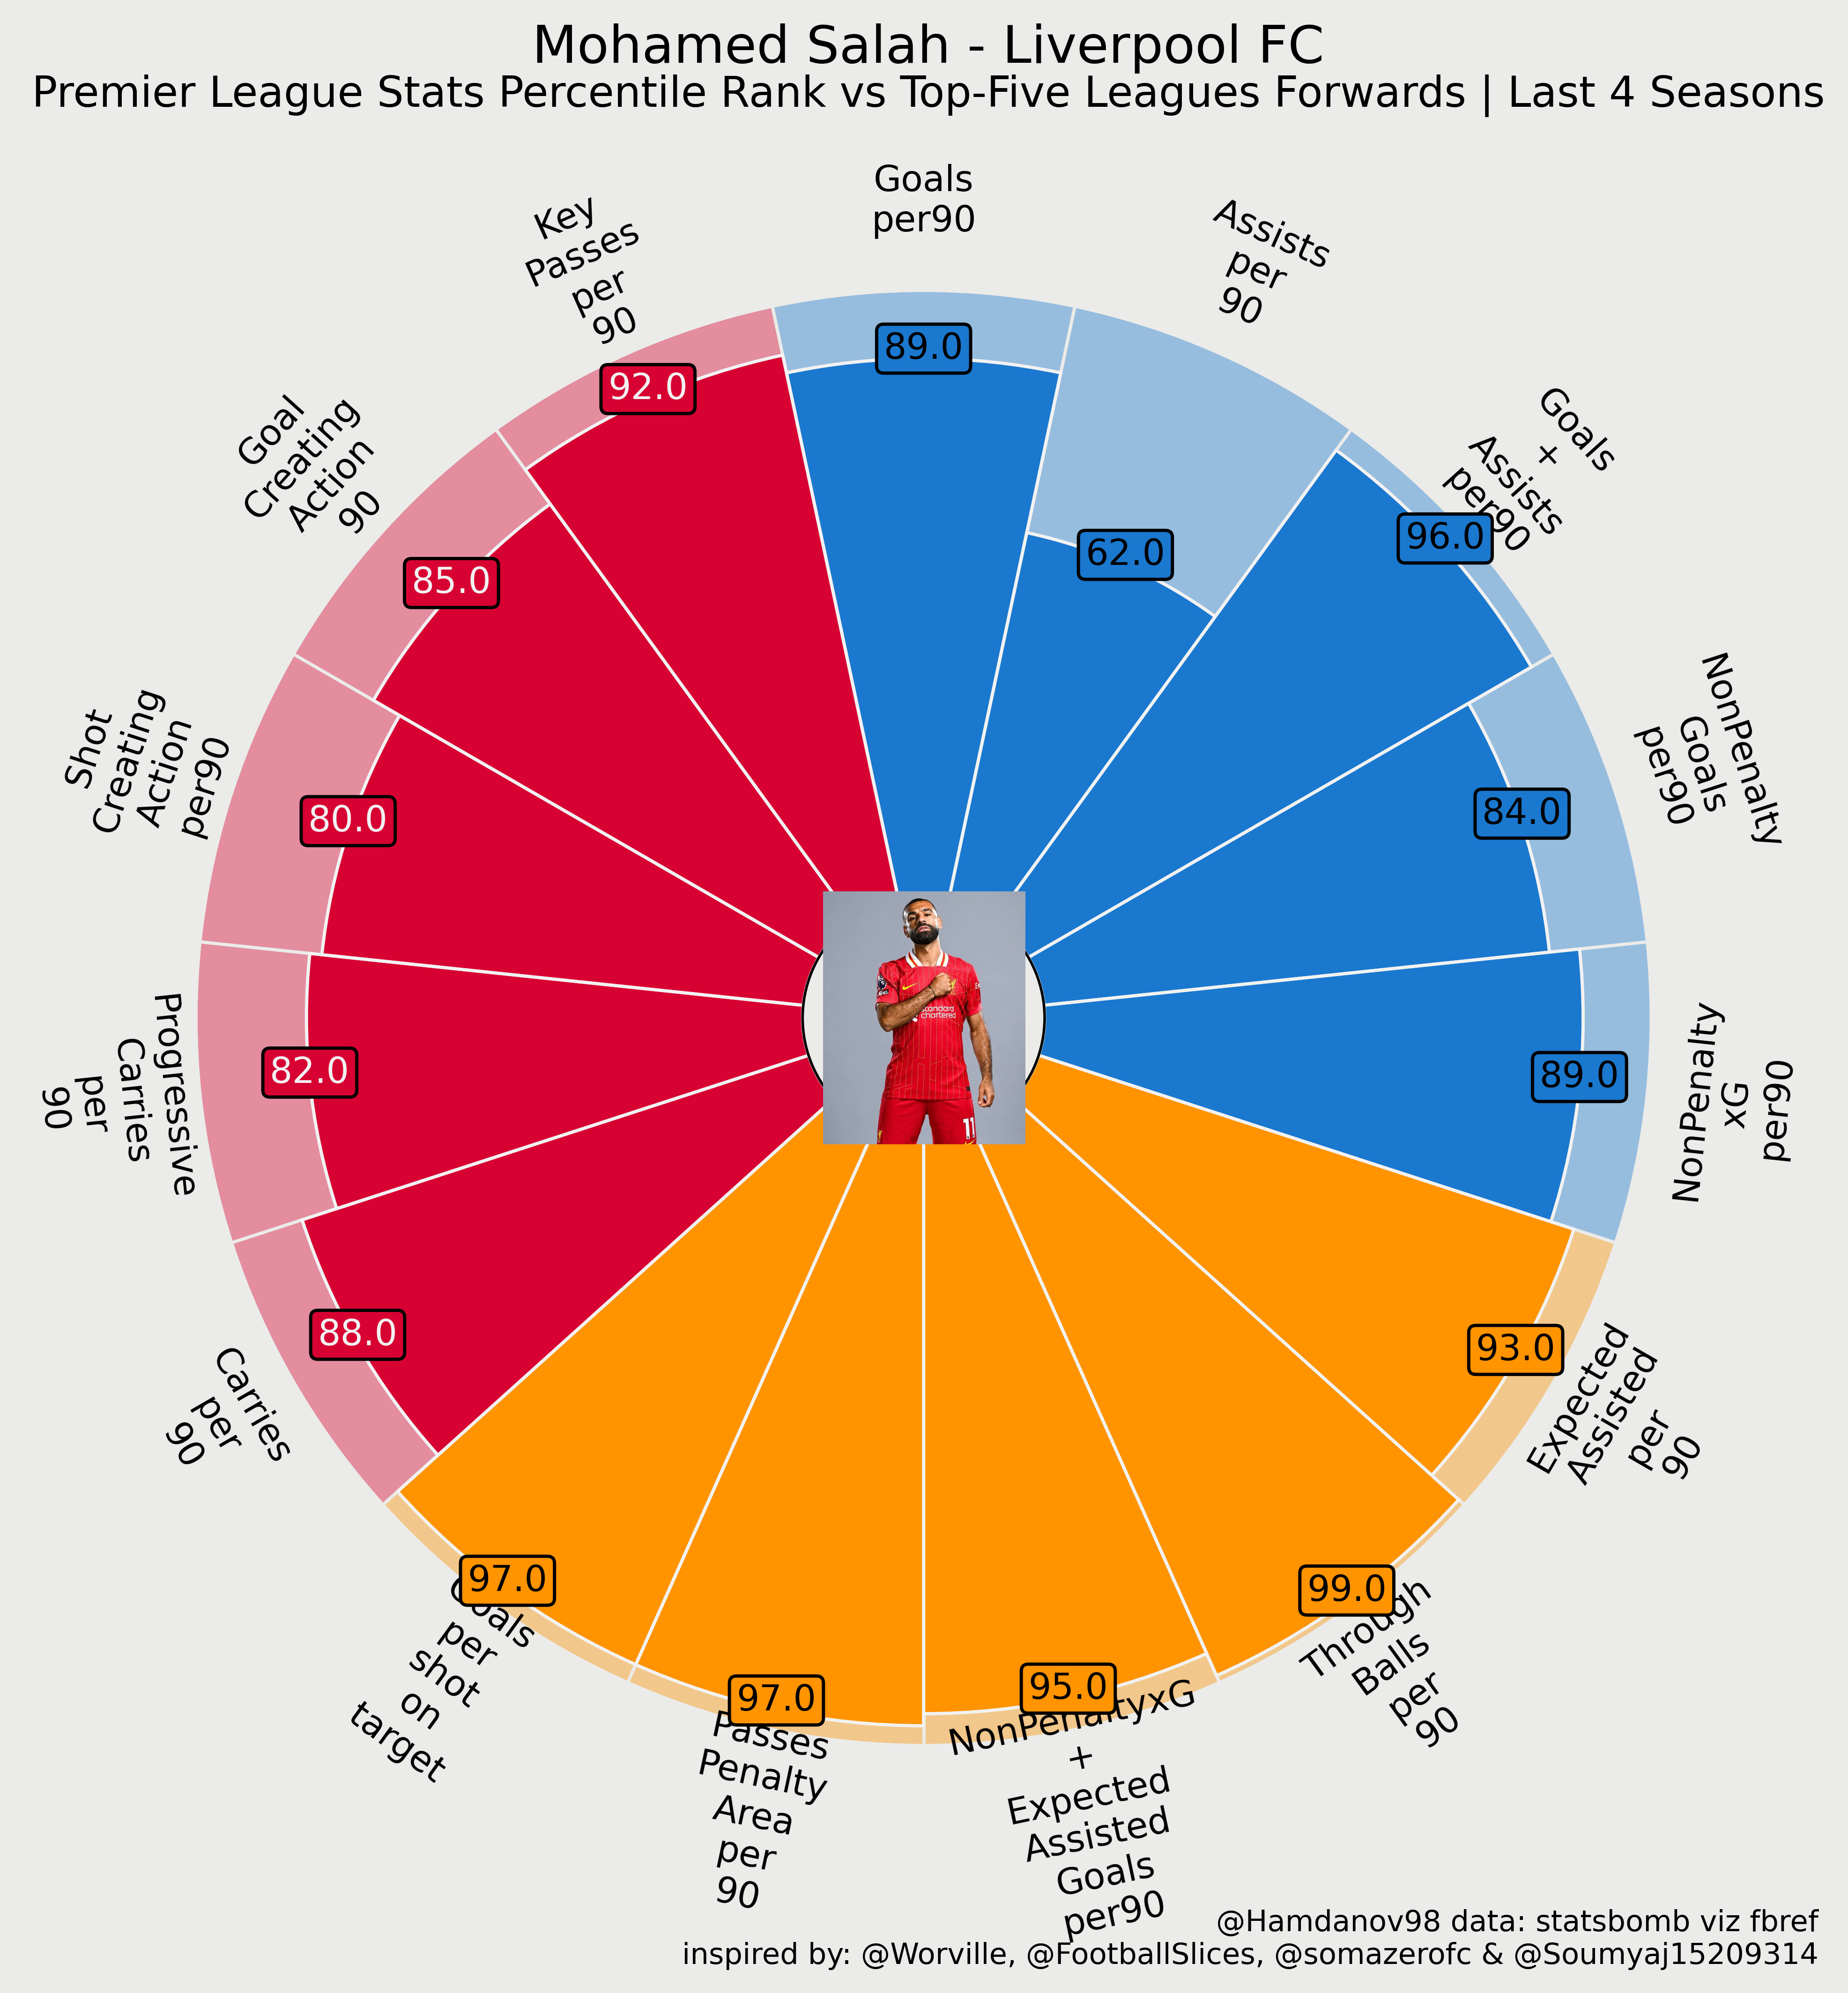 Mohamed Salah - Liverpool FC
Premier League Stats Percentile Rank vs Top-Five Leagues Forwards | Last 4 Seasons
Goals
per90
89.0
Assists
per
90
62.0
Goals
+
Assists
per90
96.0
NonPenalty
Goals
per90
84.0
NonPenalty
xG
per90
89.0
Expected
Assisted
per
90
93.0
Through
Balls
per
90
99.0
NonPenaltyxG
+
Expected
Assisted
Goals
per90
95.0
Passes
Penalty
Area
per
90
97.0
Goals
per
shot
on
target
97.0
Carries
per
90
88.0
Progressive
Carries
per
90
82.0
Shot
Creating
Action
per90
80.0
Goal
Creating
Action
90
85.0
Key
Passes
per
90
92.0
standard
chartered
11
@Hamdanov98 data: statsbomb viz fbref
inspired by: @Worville, @FootballSlices, @somazerofc & @Soumyaj15209314